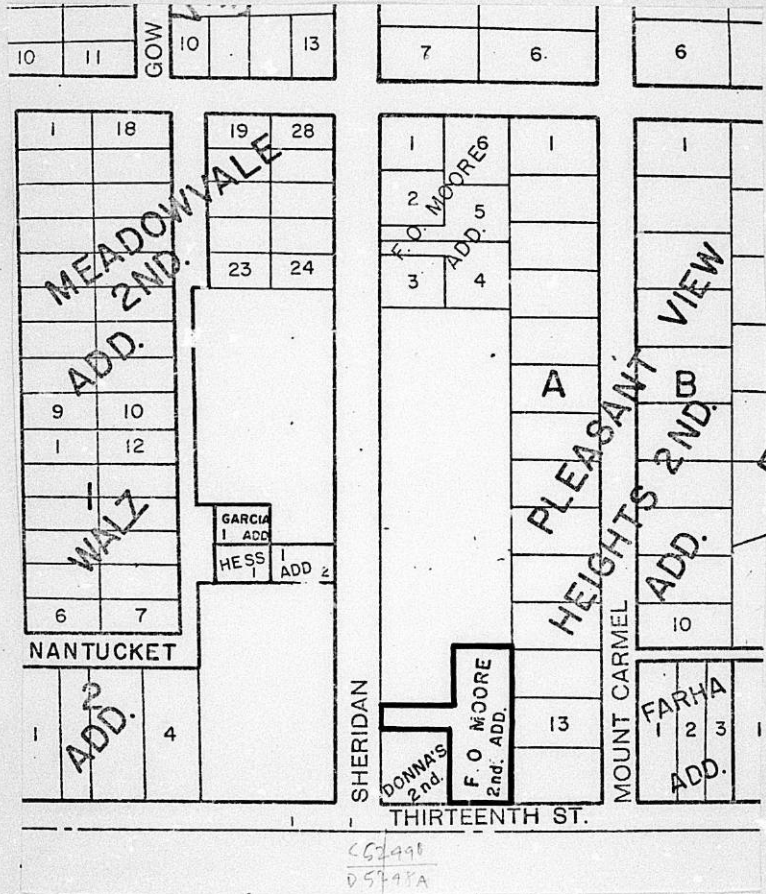 10 11
GOW
10 13
7 6
6
1 18
19 28
23 24
9 10
MEADOWVALE
2ND.
ADD.
1 12
1
WALZ
6 7
NANTUCKET
1
2
ADD.
4
GARCIA
1 ADD
HESS 1
1
ADD 2
SHERIDAN
1 6
2 5
3 4
F. O. MOORE
ADD.
1
A
13
PLEASANT VIEW
HEIGHTS 2ND.
ADD.
1
B
10
MOUNT CARMEL
FARHA
1 2 3
ADD.
1
DONNA'S
2nd.
F. O MOORE
2nd. ADD.
THIRTEENTH ST.